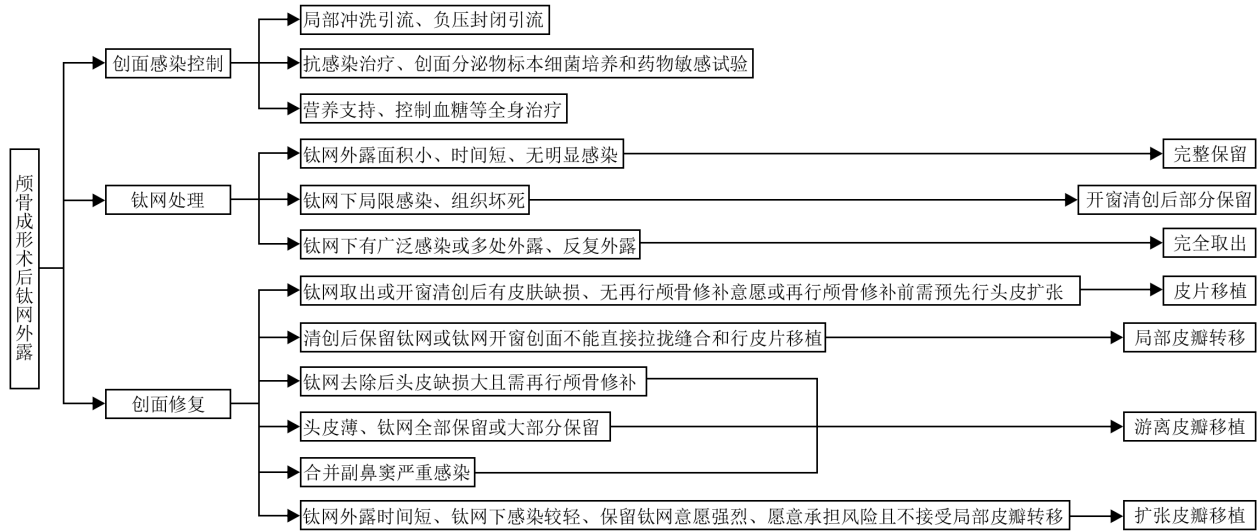 颅骨成形术后钛网外露
创面感染控制
局部冲洗引流、负压封闭引流
抗感染治疗、创面分泌物标本细菌培养和药物敏感试验
营养支持、控制血糖等全身治疗
钛网处理
钛网外露面积小、时间短、无明显感染
完整保留
钛网下局限感染、组织坏死
开窗清创后部分保留
钛网下有广泛感染或多处外露、反复外露
完全取出
创面修复
钛网取出或开窗清创后有皮肤缺损、无再行颅骨修补意愿或再行颅骨修补前需预先行头皮扩张
皮片移植
清创后保留钛网或钛网开窗创面不能直接拉拢缝合和行皮片移植
局部皮瓣转移
钛网去除后头皮缺损大且需再行颅骨修补
头皮薄、钛网全部保留或大部分保留
游离皮瓣移植
合并副鼻窦严重感染
钛网外露时间短、钛网下感染较轻、保留钛网意愿强烈、愿意承担风险且不接受局部皮瓣转移
扩张皮瓣移植